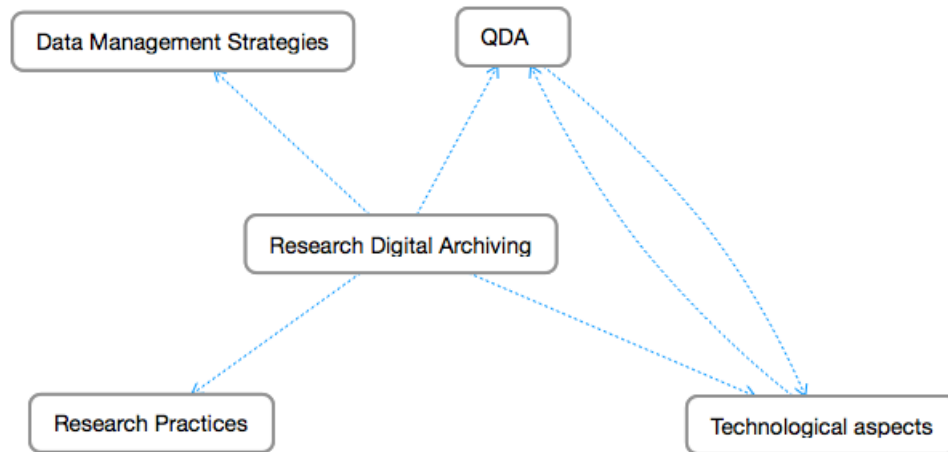 Data Management Strategies
QDA
Research Digital Archiving
Research Practices
Technological aspects